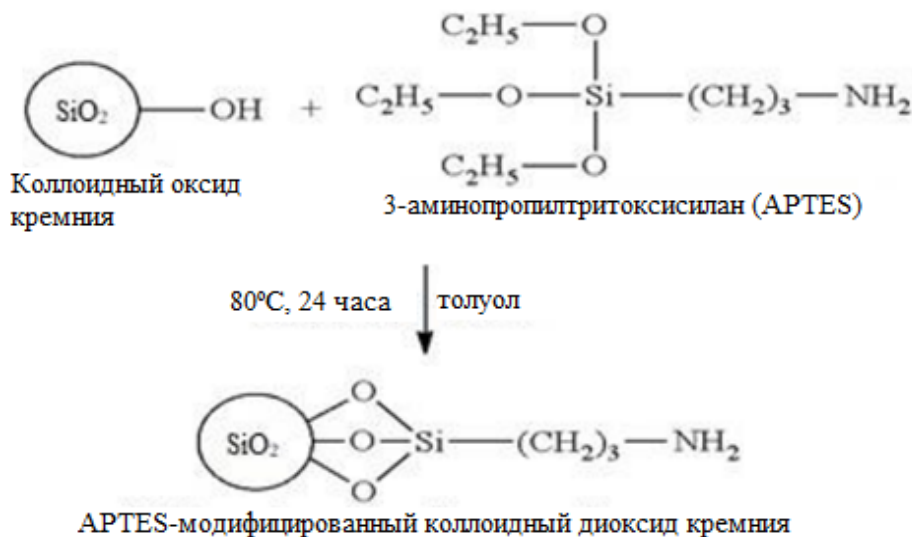 C₂H₅—O
SiO₂ —OH + C₂H₅—O—Si—(CH₂)₃—NH₂
C₂H₅—O
Коллоидный оксид
кремния
3-аминопропилтритоксисилан (APTES)
80ºC, 24 часа толуол
O
SiO₂ —O—Si—(CH₂)₃—NH₂
O
APTES-модифицированный коллоидный диоксид кремния